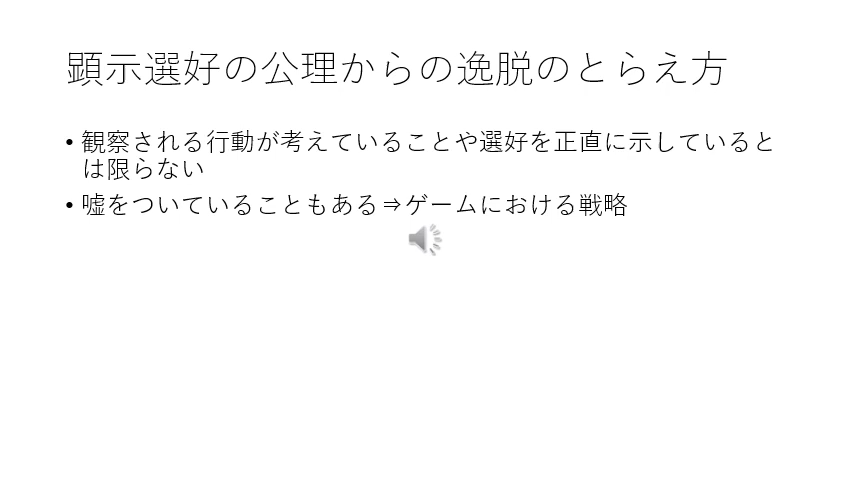 顕示選好の公理からの逸脱のとらえ方
• 観察される行動が考えていることや選好を正直に示していると
は限らない
• 嘘をついていることもある⇒ゲームにおける戦略